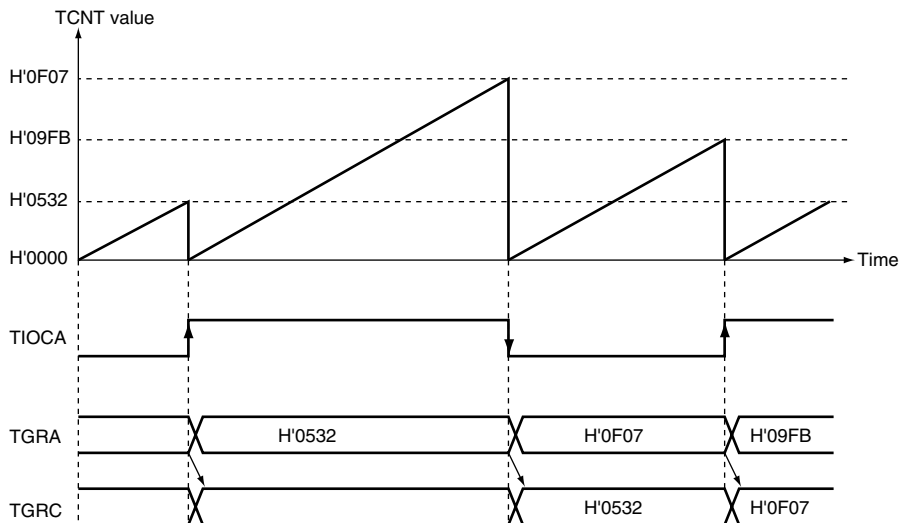 TCNT value
H'0F07
H'09FB
H'0532
H'0000
Time
TIOCA
TGRA
H'0532
H'0F07
H'09FB
TGRC
H'0532
H'0F07